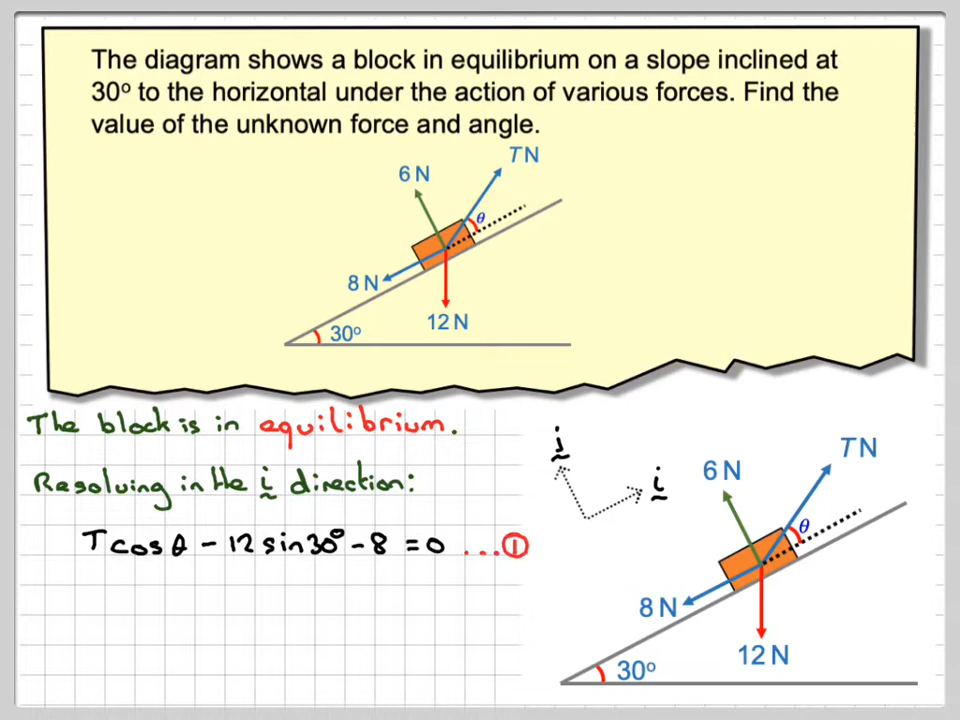 The diagram shows a block in equilibrium on a slope inclined at
30° to the horizontal under the action of various forces. Find the
value of the unknown force and angle.
T N
6 N
θ
8 N
12 N
30°
The block is in equilibrium.
Resolving in the i direction:
T cos θ - 12 sin30° - 8 = 0 ...①
j
i
T N
6 N
θ
8 N
12 N
30°